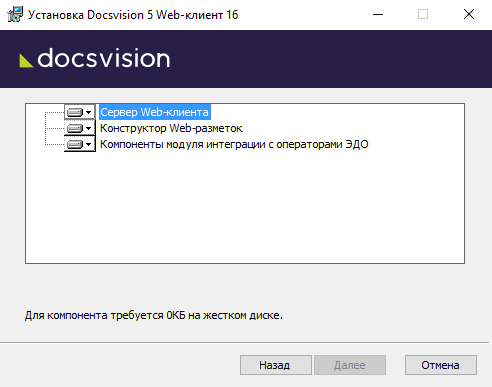 Установка Docsvision 5 Web-клиент 16
docsvision
Сервер Web-клиента
Конструктор Web-разметок
Компоненты модуля интеграции с операторами ЭДО
Для компонента требуется 0КБ на жестком диске.
Назад Далее Отмена